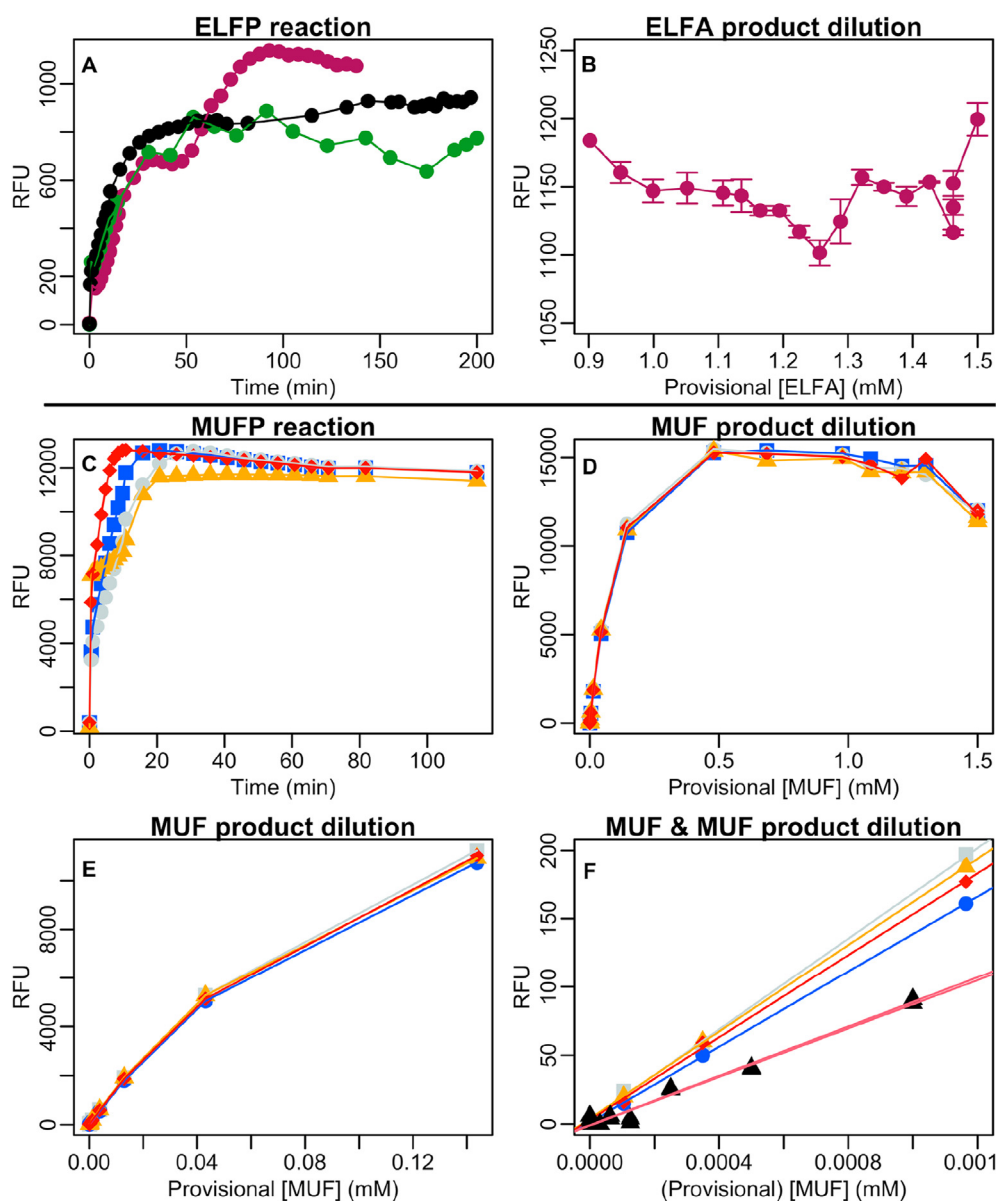 ELFP reaction
ELFA product dilution
A
RFU
0 200 600 1000
0 50 100 150 200
Time (min)
B
RFU
1050 1100 1150 1200 1250
0.9 1.0 1.1 1.2 1.3 1.4 1.5
Provisional [ELFA] (mM)
MUFP reaction
MUF product dilution
C
RFU
0 4000 8000 12000
0 20 40 60 80 100
Time (min)
D
RFU
0 5000 10000 15000
0.0 0.5 1.0 1.5
Provisional [MUF] (mM)
MUF product dilution
MUF & MUF product dilution
E
RFU
0 4000 8000
0.00 0.04 0.08 0.12
Provisional [MUF] (mM)
F
RFU
0 50 100 150 200
0.0000 0.0004 0.0008 0.001
(Provisional) [MUF] (mM)